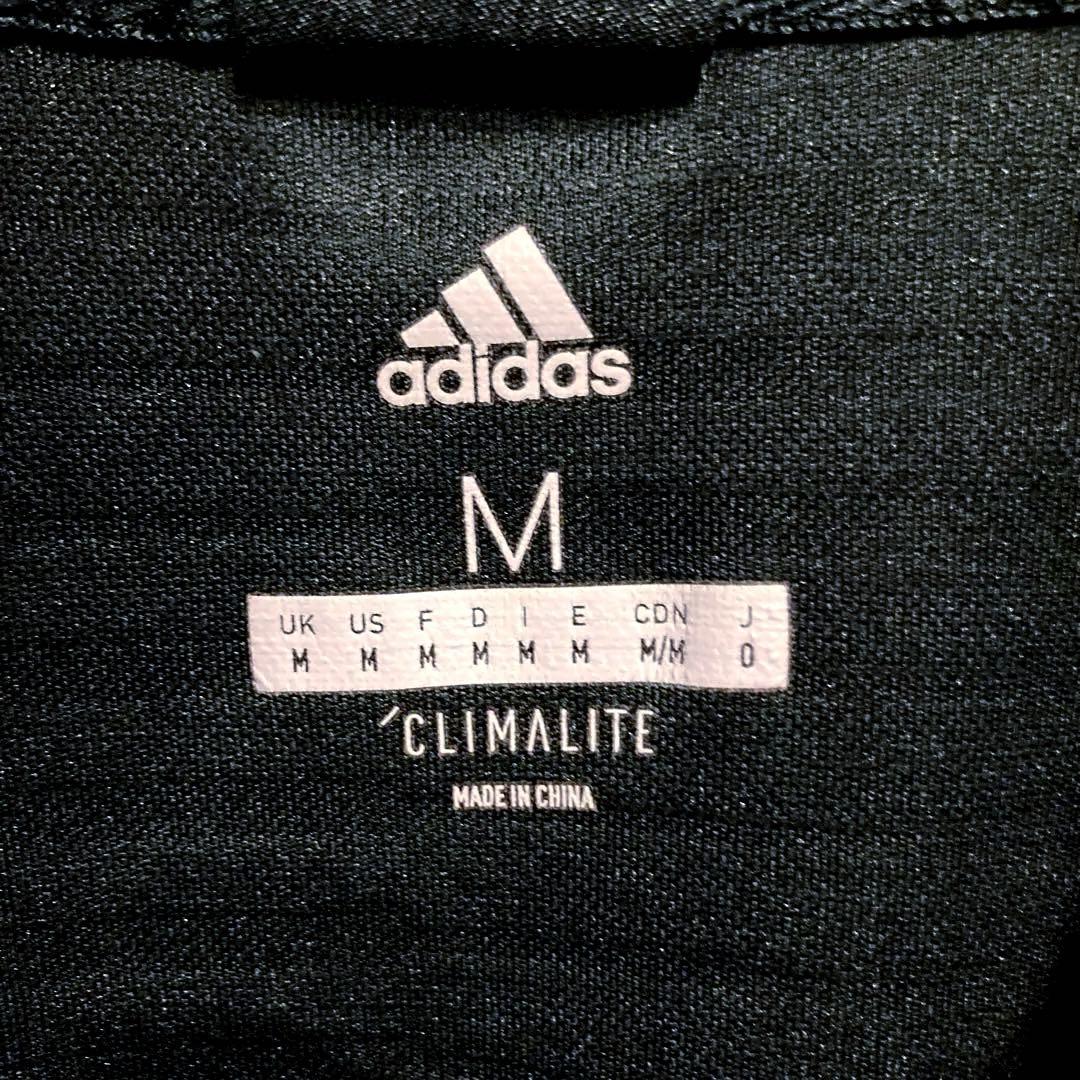 adidas
M
UK US F D I E CDN J
M M M M M M M/M O
´CLIMALITE
MADE IN CHINA